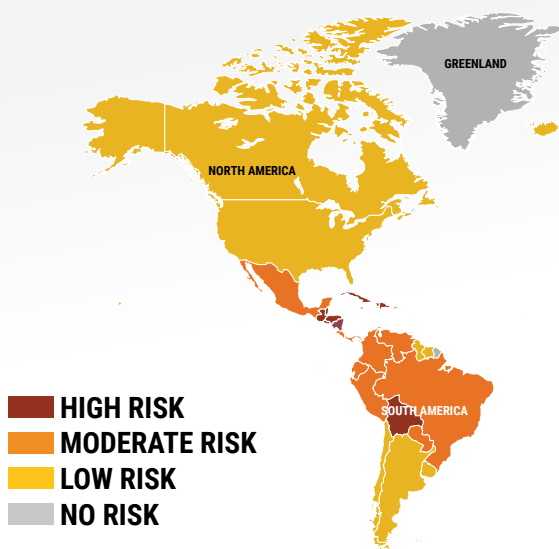 GREENLAND
NORTH AMERICA
SOUTH AMERICA
HIGH RISK
MODERATE RISK
LOW RISK
NO RISK